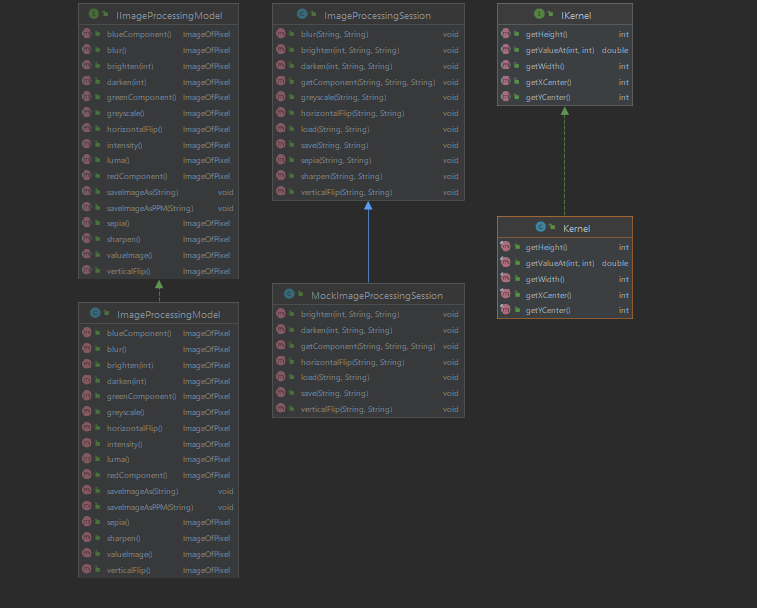 IImageProcessingModel
blueComponent() ImageOfPixel
blur() ImageOfPixel
brighten(int) ImageOfPixel
darken(int) ImageOfPixel
greenComponent() ImageOfPixel
greyscale() ImageOfPixel
horizontalFlip() ImageOfPixel
intensity() ImageOfPixel
luma() ImageOfPixel
redComponent() ImageOfPixel
saveImageAs(String) void
saveImageAsPPM(String) void
sepia() ImageOfPixel
sharpen() ImageOfPixel
valueImage() ImageOfPixel
verticalFlip() ImageOfPixel
ImageProcessingModel
blueComponent() ImageOfPixel
blur() ImageOfPixel
brighten(int) ImageOfPixel
darken(int) ImageOfPixel
greenComponent() ImageOfPixel
greyscale() ImageOfPixel
horizontalFlip() ImageOfPixel
intensity() ImageOfPixel
luma() ImageOfPixel
redComponent() ImageOfPixel
saveImageAs(String) void
saveImageAsPPM(String) void
sepia() ImageOfPixel
sharpen() ImageOfPixel
valueImage() ImageOfPixel
verticalFlip() ImageOfPixel
ImageProcessingSession
blur(String, String) void
brighten(int, String, String) void
darken(int, String, String) void
getComponent(String, String, String) void
greyscale(String, String) void
horizontalFlip(String, String) void
load(String, String) void
save(String, String) void
sepia(String, String) void
sharpen(String, String) void
verticalFlip(String, String) void
MockImageProcessingSession
brighten(int, String, String) void
darken(int, String, String) void
getComponent(String, String, String) void
horizontalFlip(String, String) void
load(String, String) void
save(String, String) void
verticalFlip(String, String) void
IKernel
getHeight() int
getValueAt(int, int) double
getWidth() int
getXCenter() int
getYCenter() int
Kernel
getHeight() int
getValueAt(int, int) double
getWidth() int
getXCenter() int
getYCenter() int